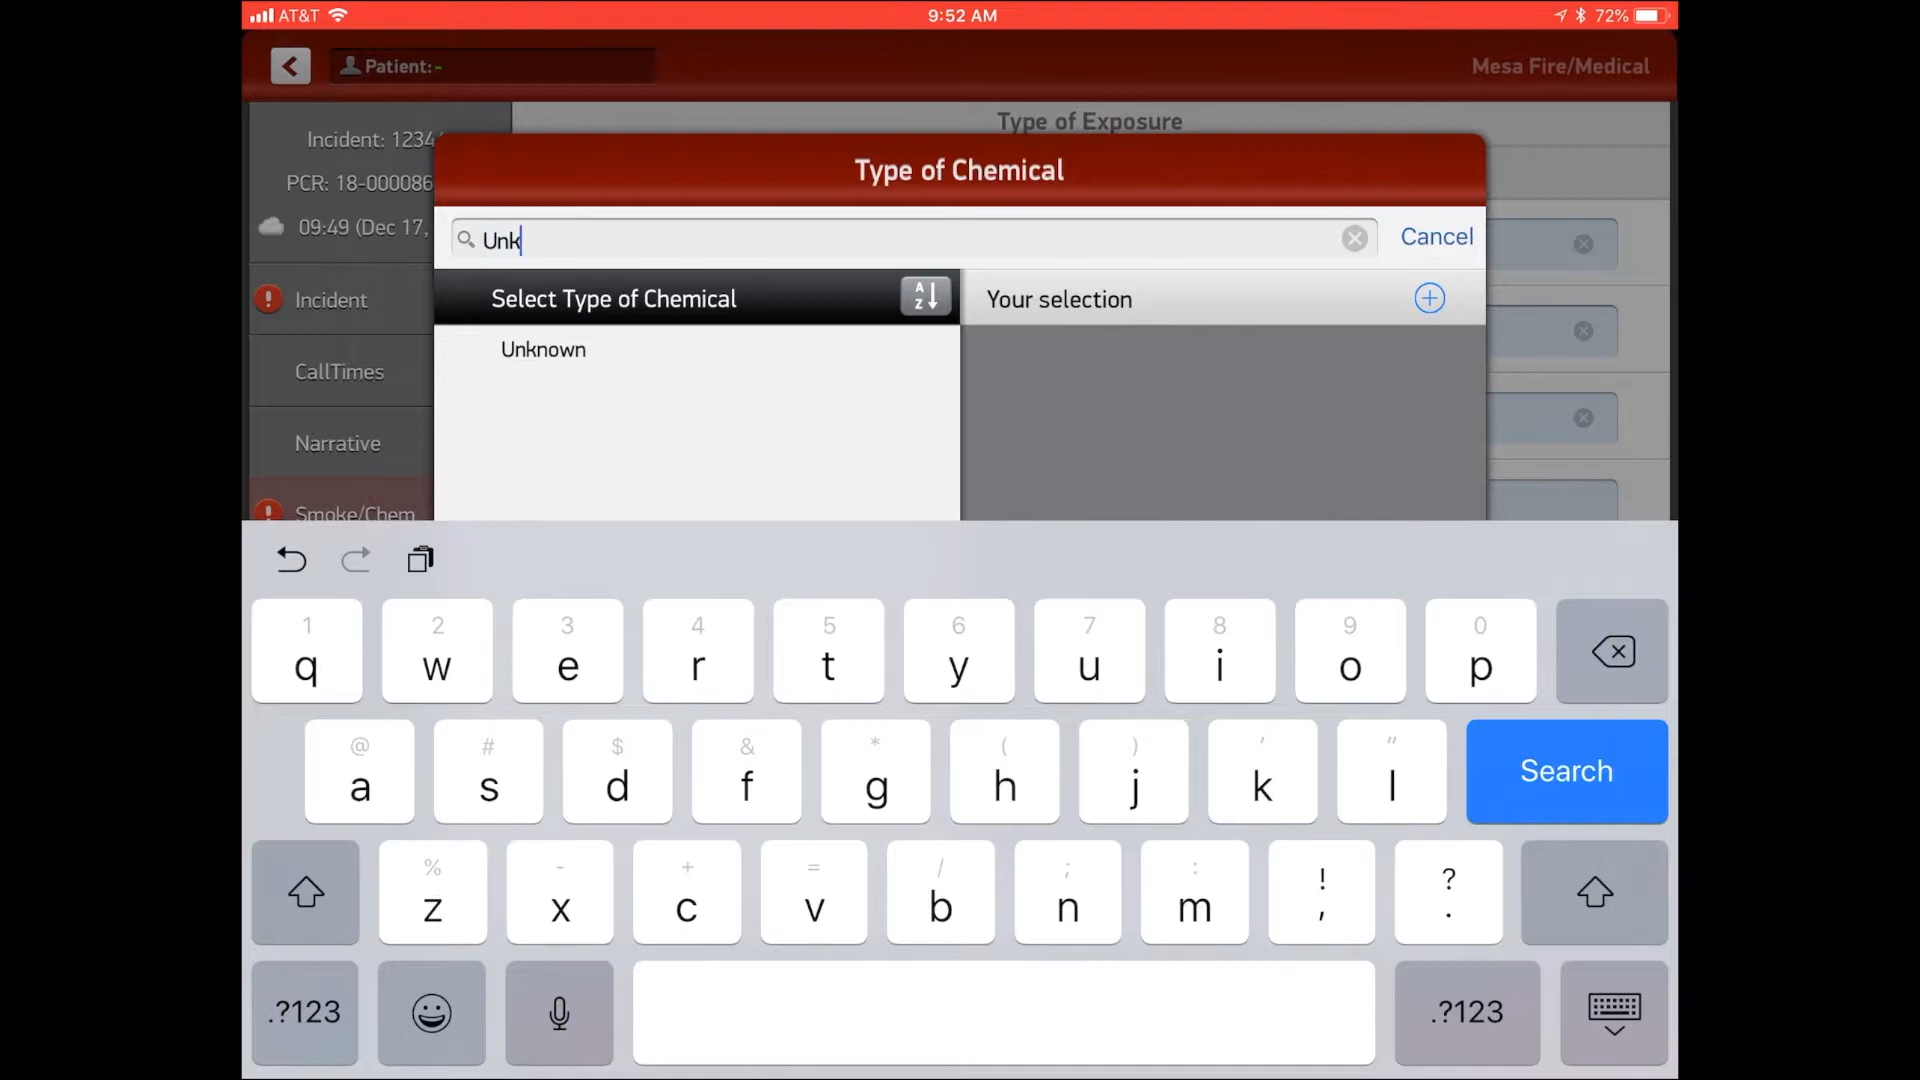 AT&T
9:52 AM
72%
Patient:-
Mesa Fire/Medical
Type of Exposure
Incident: 1234
PCR: 18-000086
09:49 (Dec 17,
Incident
CallTimes
Narrative
Smoke/Chem
Type of Chemical
Unk
Cancel
Select Type of Chemical
A
Z
Your selection
Unknown
1 2 3 4 5 6 7 8 9 0
q w e r t y u i o p
@ # $ & * ( ) ' "
a s d f g h j k l
Search
% - + = / ; : ! ?
z x c v b n m , .
.?123
.?123